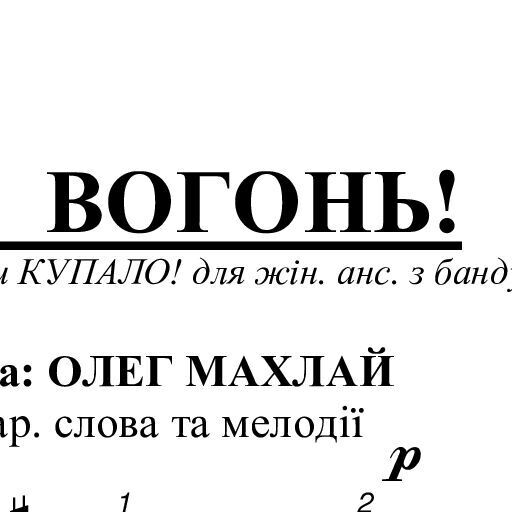 ВОГОНЬ!
КУПАЛО! для жін. анс. з банду
а: ОЛЕГ МАХЛАЙ
ар. слова та мелодії
p
1 2